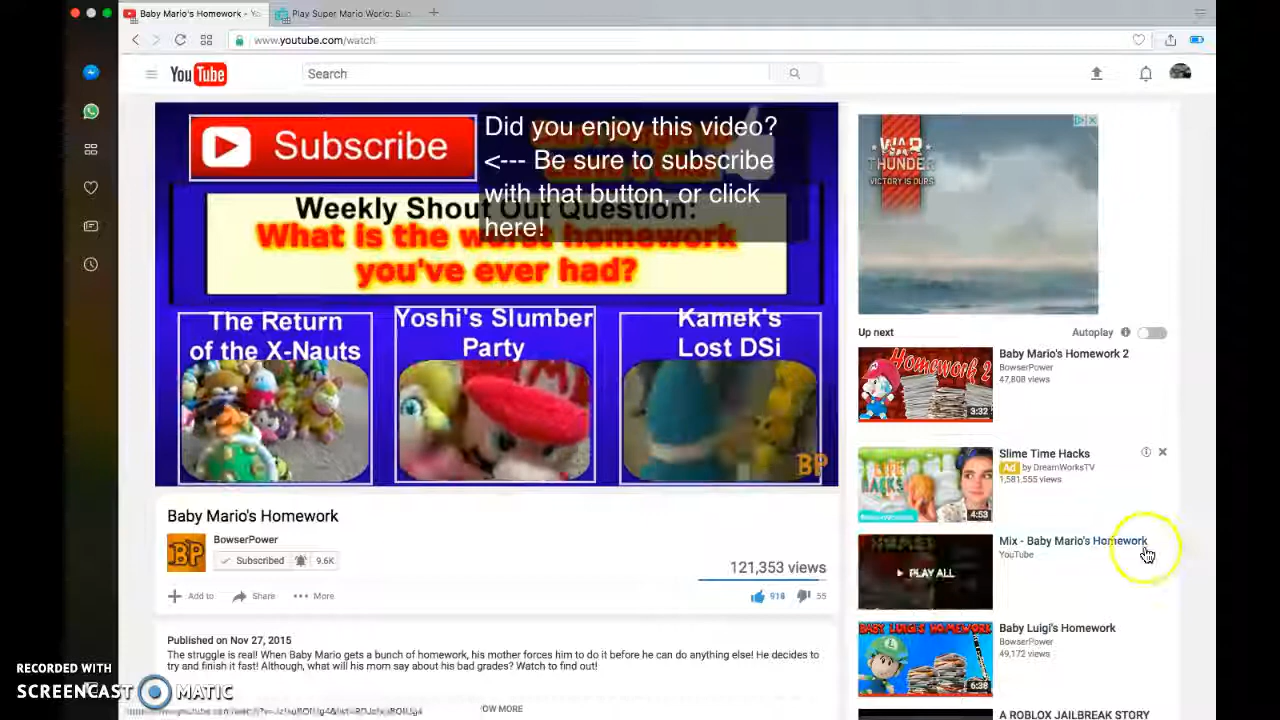 Baby Mario's Homework - Yo
Play Super Mario World: Su
www.youtube.com/watch
YouTube
Search
Subscribe
Did you enjoy this video?
<--- Be sure to subscribe
with that button, or click
here!
Weekly Shout Out Question:
What is the worst homework
you've ever had?
The Return
of the X-Nauts
Yoshi's Slumber
Party
Kamek's
Lost DSi
BP
WAR
THUNDER
VICTORY IS OURS
Up next
Autoplay
HOMEWORK 2
3:32
Baby Mario's Homework 2
BowserPower
47,808 views
HACKS
4:53
Slime Time Hacks
Ad by DreamWorksTV
1,581,555 views
PLAY ALL
Mix - Baby Mario's Homework
YouTube
BABY LUIGI'S HOMEWORK
6:38
Baby Luigi's Homework
BowserPower
49,172 views
A ROBLOX JAILBREAK STORY
Baby Mario's Homework
BP
BowserPower
Subscribed
9.6K
121,353 views
Add to
Share
More
918
55
Published on Nov 27, 2015
The struggle is real! When Baby Mario gets a bunch of homework, his mother forces him to do it before he can do anything else! He decides to
try and finish it fast! Although, what will his mom say about his bad grades? Watch to find out!
OW MORE
RECORDED WITH
SCREENCAST MATIC